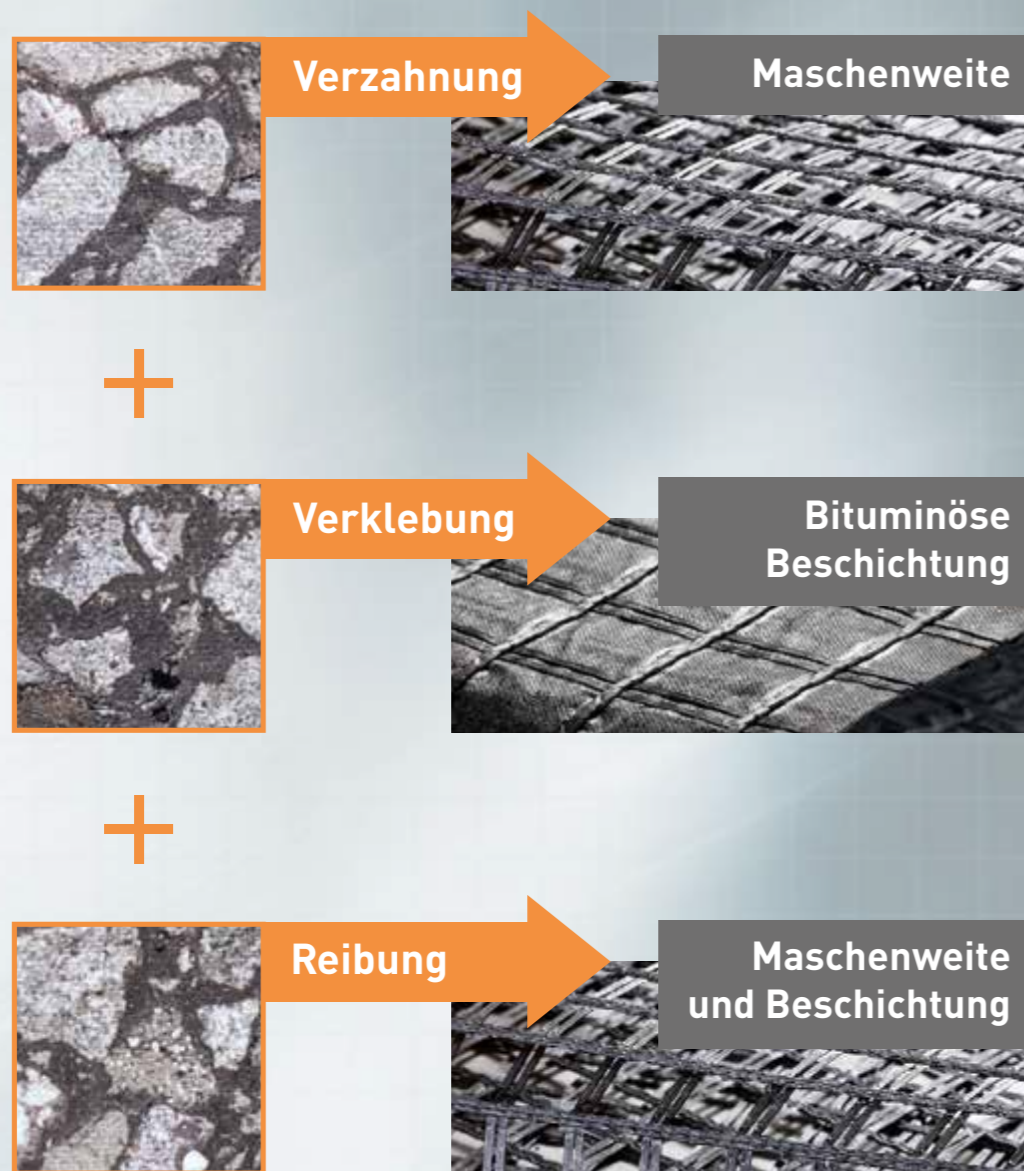 Verzahnung
Maschenweite
+
Verklebung
Bituminöse
Beschichtung
+
Reibung
Maschenweite
und Beschichtung